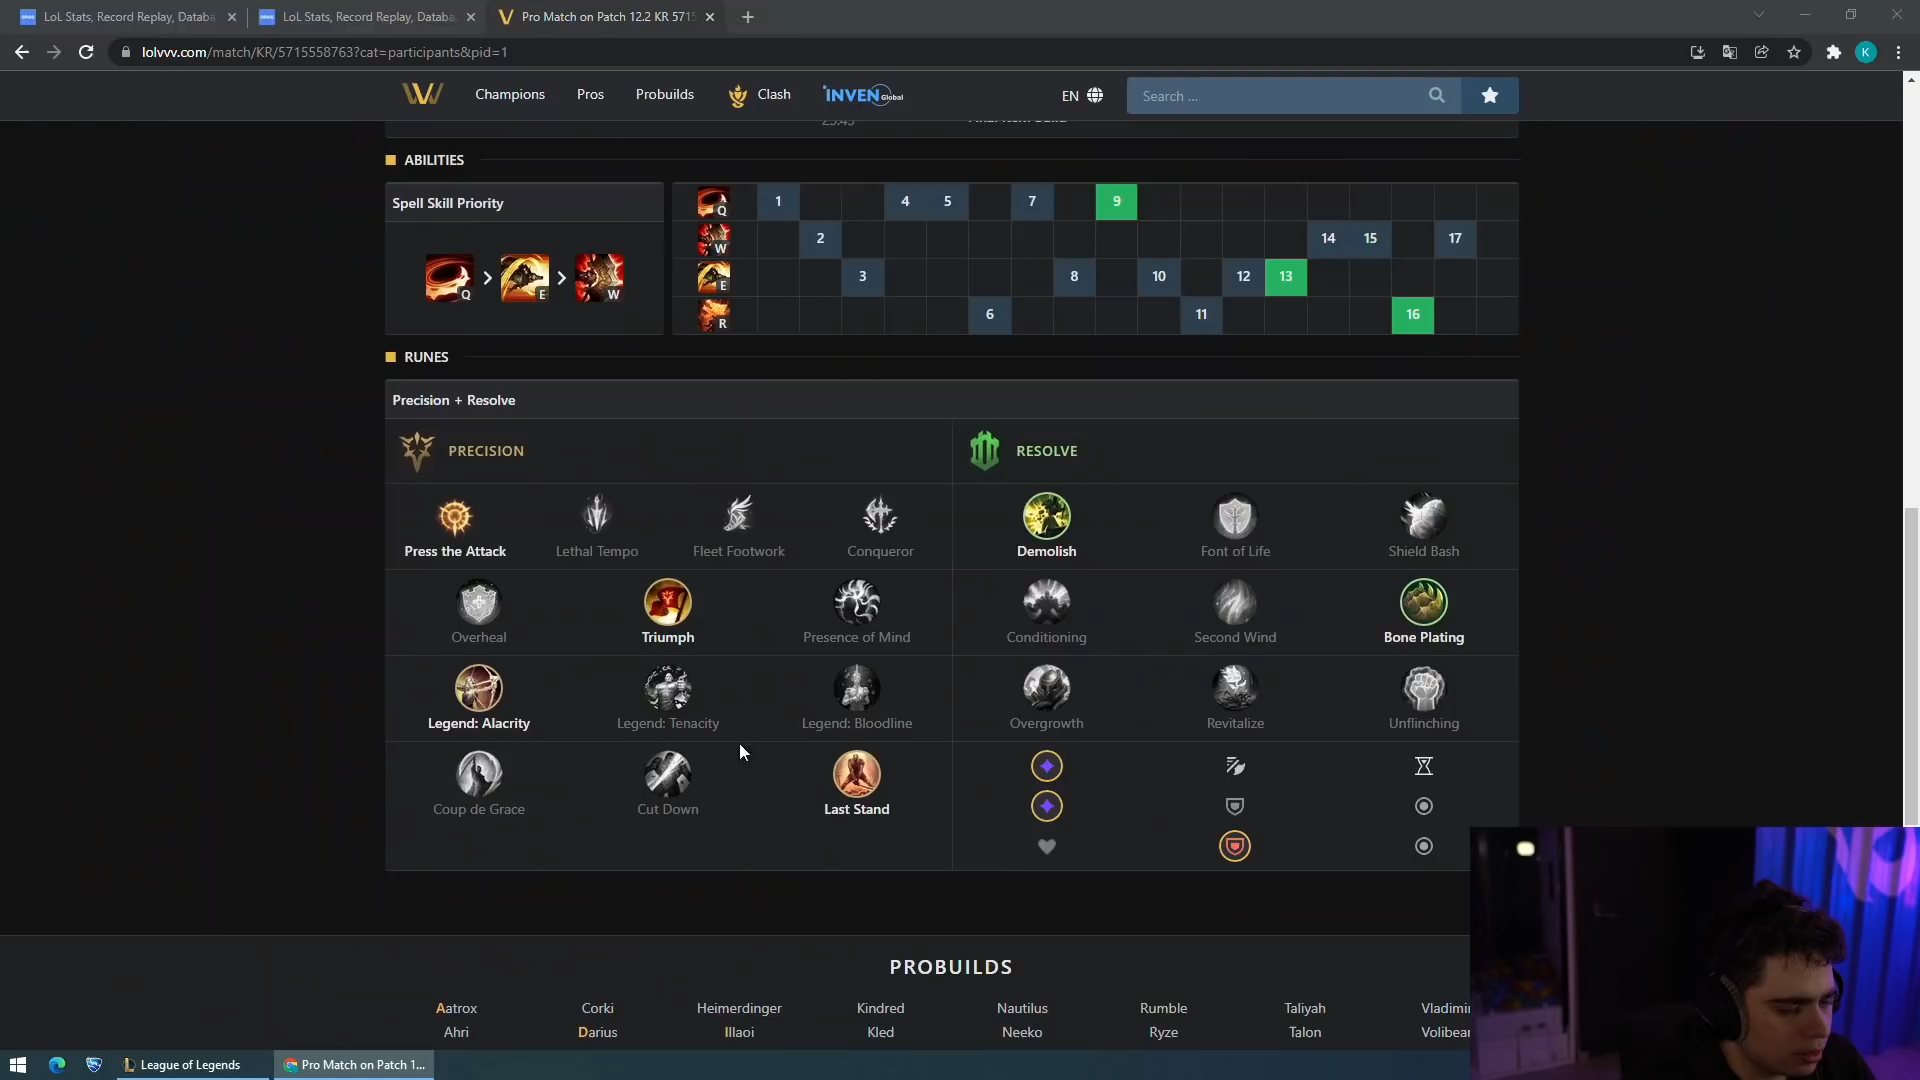 LoL Stats, Record Replay, Databa
LoL Stats, Record Replay, Databa
Pro Match on Patch 12.2 KR 5715
lolvvv.com/match/KR/5715558763?cat=participants&pid=1
K
Champions
Pros
Probuilds
Clash
INVEN Global
EN
Search ...
ABILITIES
Spell Skill Priority
Q > E > W
Q 1 4 5 7 9
W 2 14 15 17
E 3 8 10 12 13
R 6 11 16
RUNES
Precision + Resolve
PRECISION
RESOLVE
Press the Attack
Lethal Tempo
Fleet Footwork
Conqueror
Demolish
Font of Life
Shield Bash
Overheal
Triumph
Presence of Mind
Conditioning
Second Wind
Bone Plating
Legend: Alacrity
Legend: Tenacity
Legend: Bloodline
Overgrowth
Revitalize
Unflinching
Coup de Grace
Cut Down
Last Stand
PROBUILDS
Aatrox
Corki
Heimerdinger
Kindred
Nautilus
Rumble
Taliyah
Vladimi
Ahri
Darius
Illaoi
Kled
Neeko
Ryze
Talon
Volibear
League of Legends
Pro Match on Patch 1...